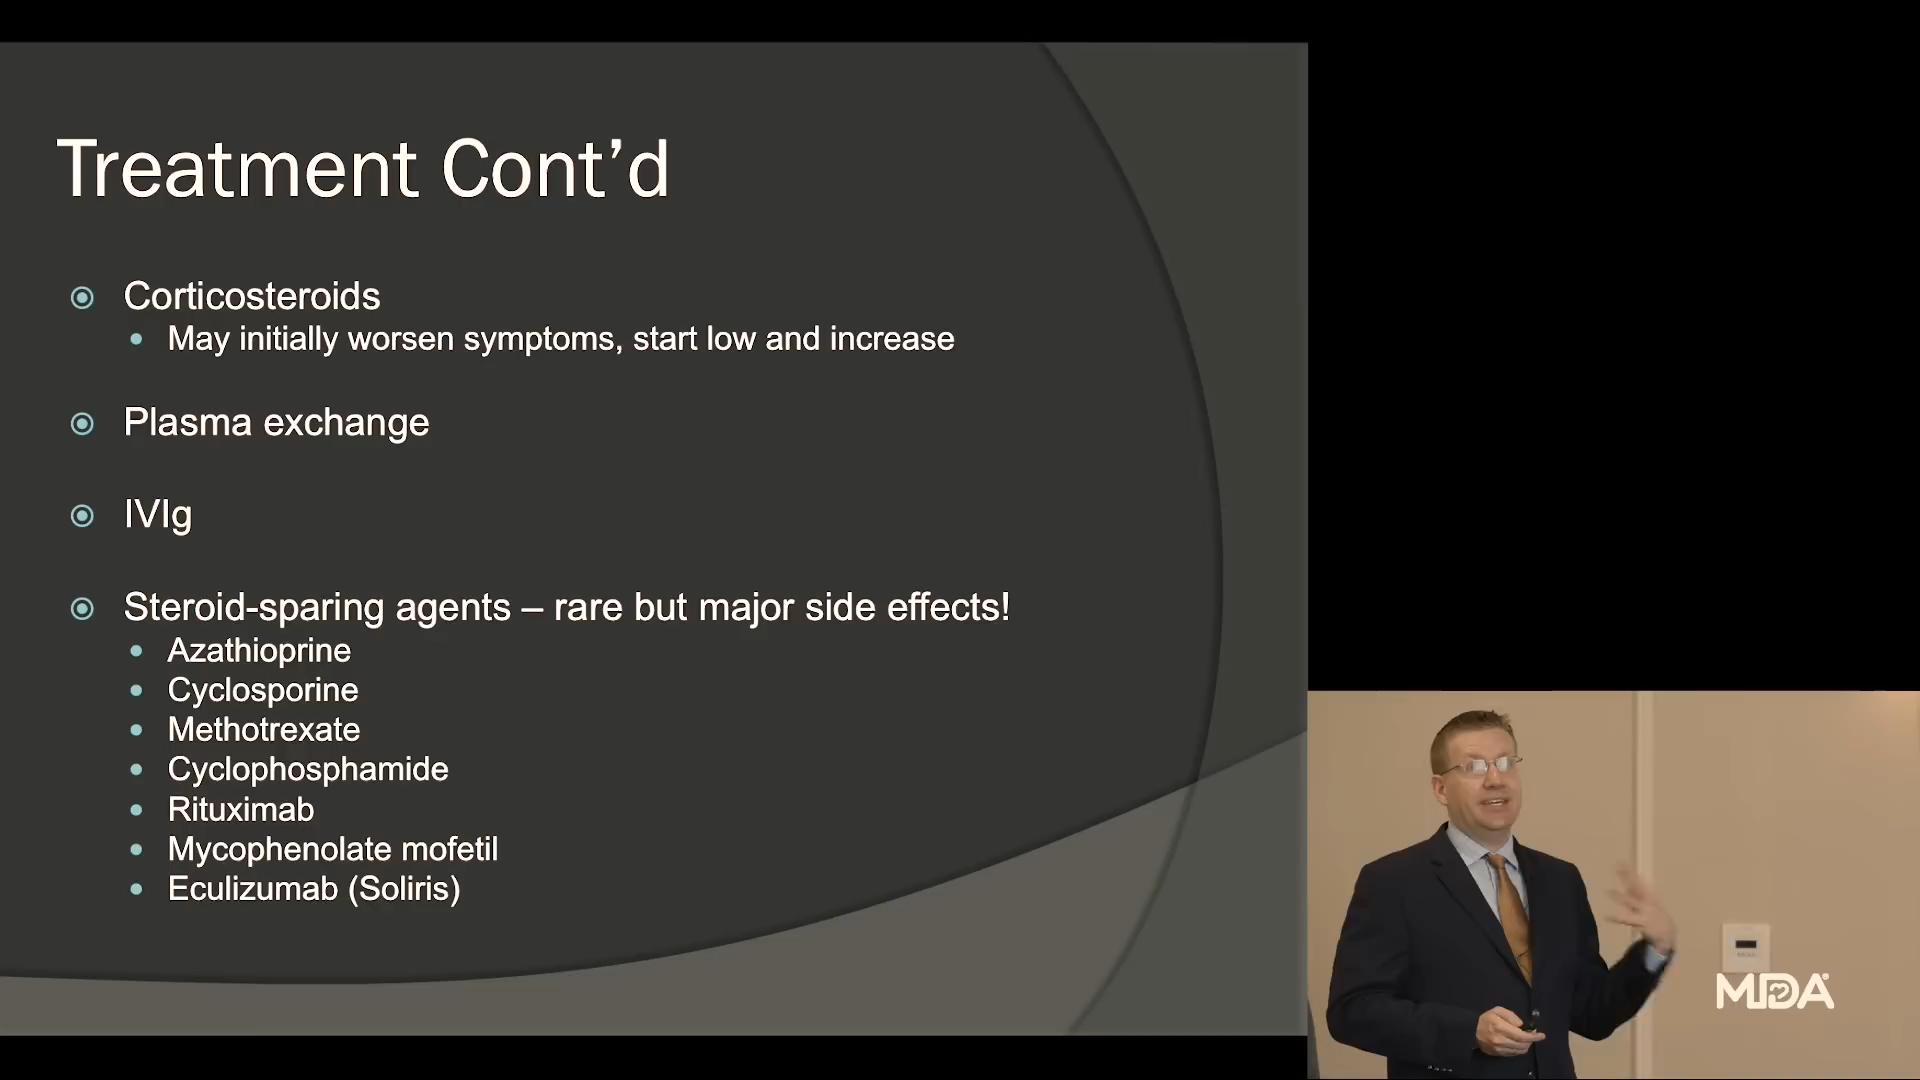 Treatment Cont’d
Corticosteroids
May initially worsen symptoms, start low and increase
Plasma exchange
IVIg
Steroid-sparing agents – rare but major side effects!
Azathioprine
Cyclosporine
Methotrexate
Cyclophosphamide
Rituximab
Mycophenolate mofetil
Eculizumab (Soliris)
MDA